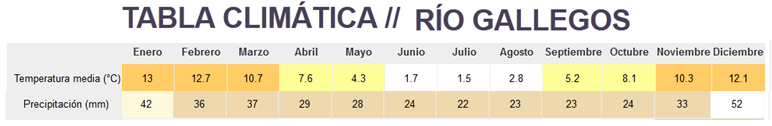 TABLA CLIMÁTICA // RÍO GALLEGOS
Enero Febrero Marzo Abril Mayo Junio Julio Agosto Septiembre Octubre Noviembre Diciembre
Temperatura media (°C) 13 12.7 10.7 7.6 4.3 1.7 1.5 2.8 5.2 8.1 10.3 12.1
Precipitación (mm) 42 36 37 29 28 24 22 23 23 24 33 52